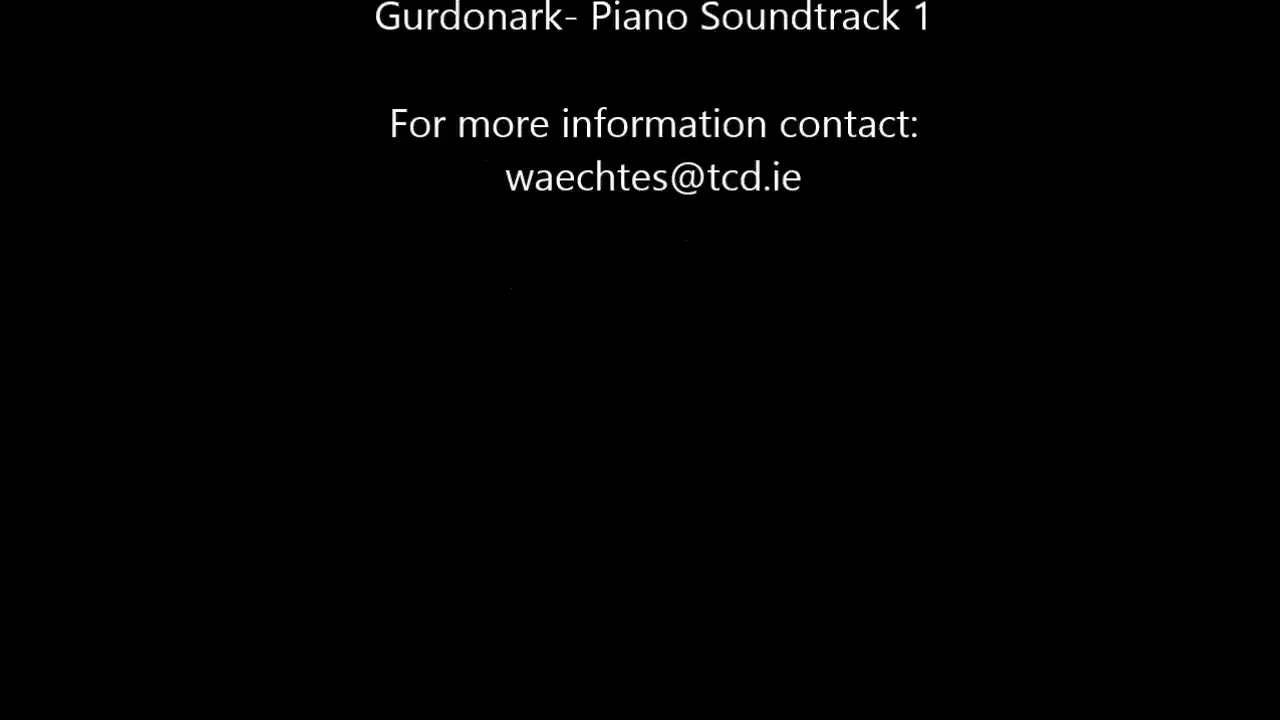 Gurdonark- Piano Soundtrack 1
For more information contact:
waechtes@tcd.ie